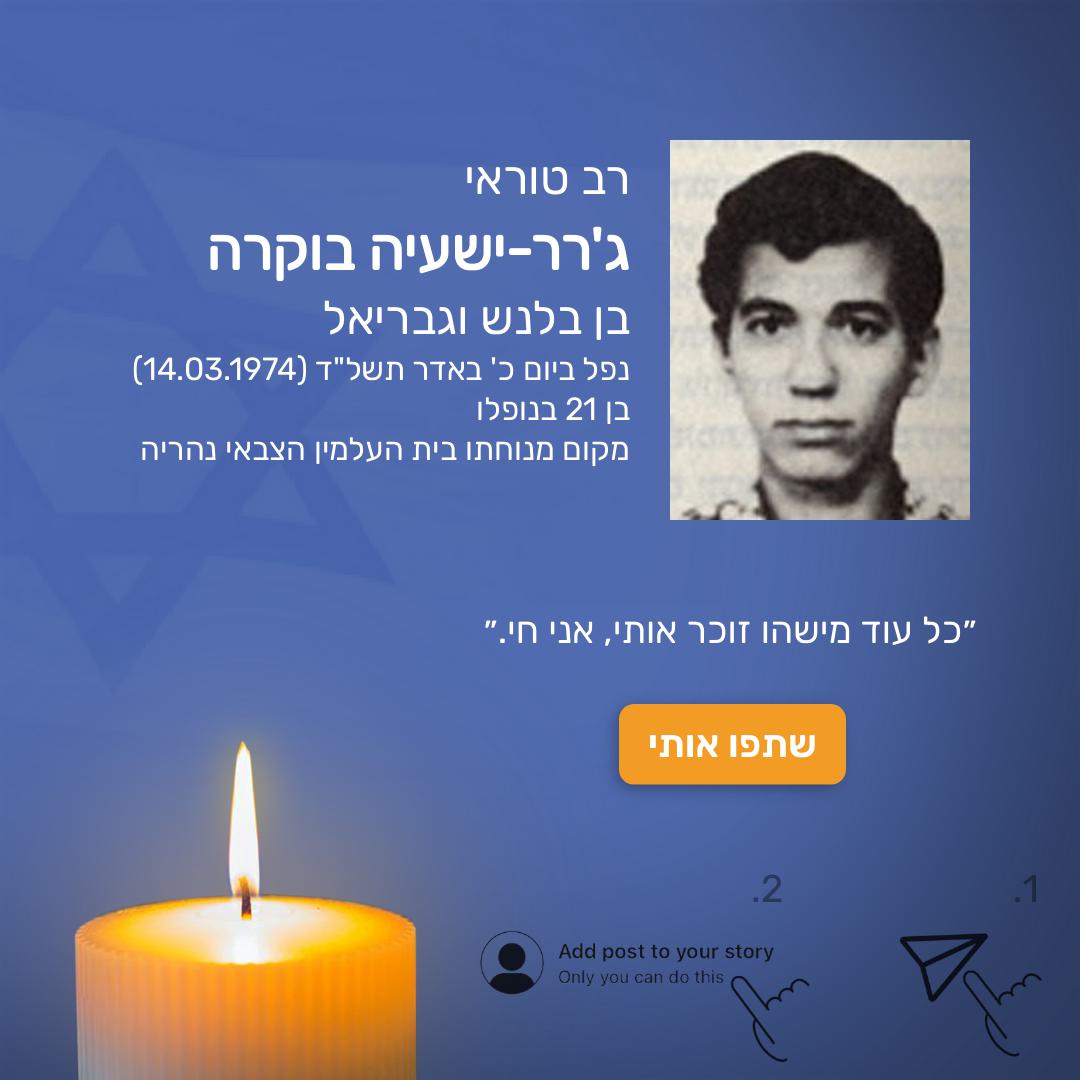 רב טוראי
ג'רר-ישעיה בוקרה
בן בלנש וגבריאל
נפל ביום כ' באדר תשל"ד (14.03.1974)
בן 21 בנופלו
מקום מנוחתו בית העלמין הצבאי נהריה
״כל עוד מישהו זוכר אותי, אני חי.״
שתפו אותי
1.
2.
Add post to your story
Only you can do this